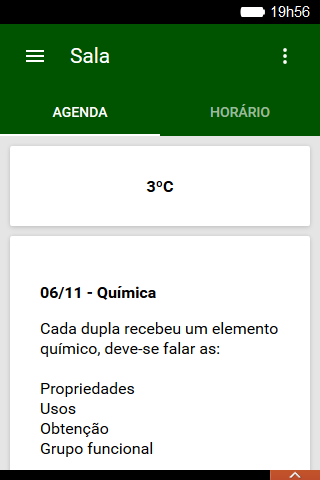 19h56
Sala
AGENDA
HORÁRIO
3ºC
06/11 - Química
Cada dupla recebeu um elemento
químico, deve-se falar as:
Propriedades
Usos
Obtenção
Grupo funcional